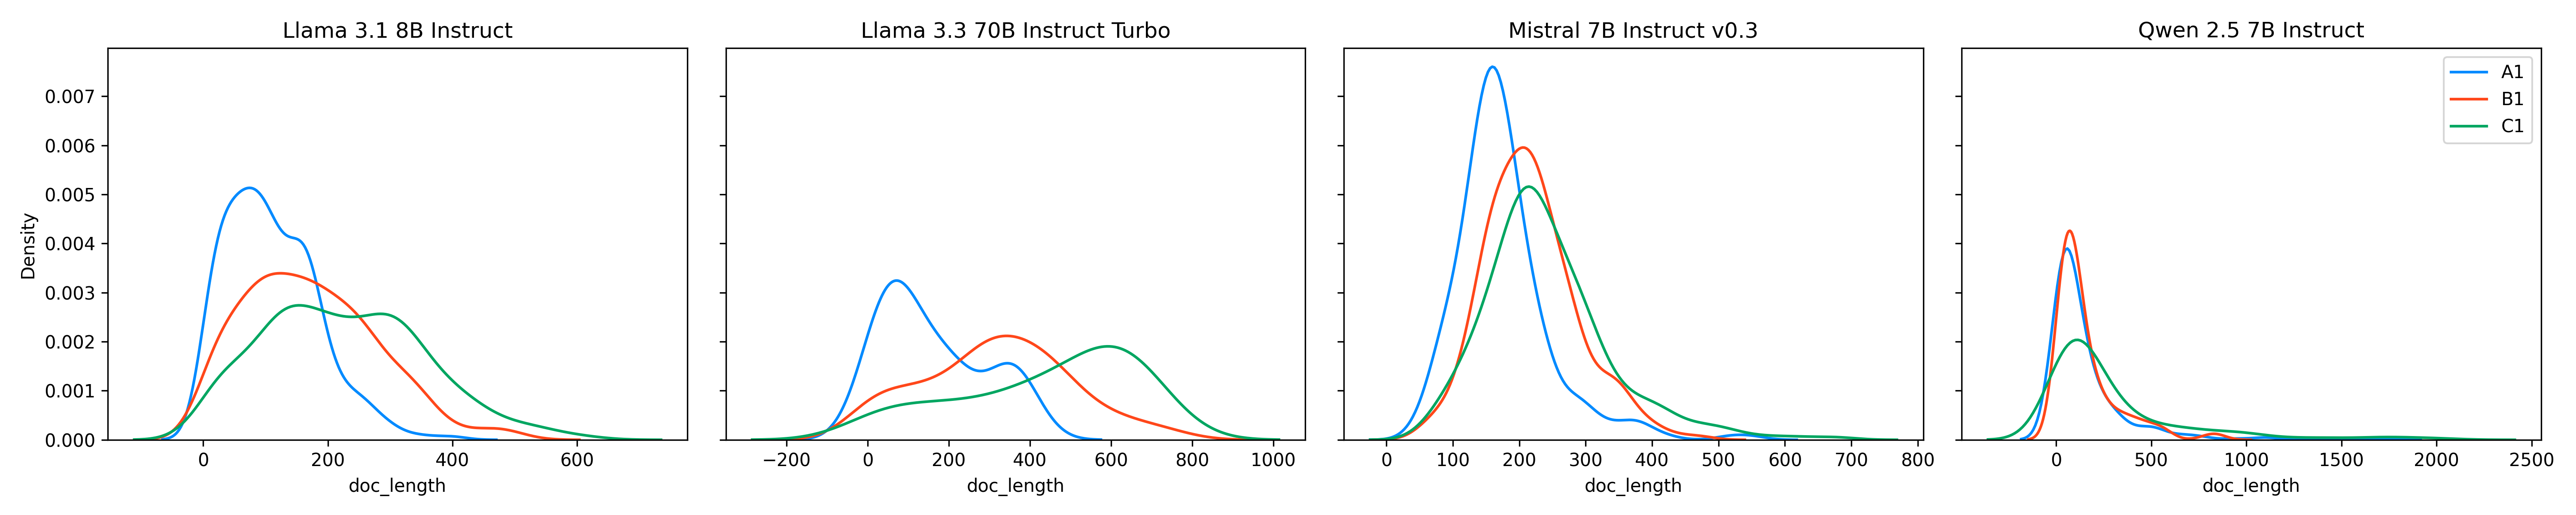 Llama 3.1 8B Instruct
Density
0.007
0.006
0.005
0.004
0.003
0.002
0.001
0.000
0 200 400 600
doc_length
Llama 3.3 70B Instruct Turbo
−200 0 200 400 600 800 1000
doc_length
Mistral 7B Instruct v0.3
0 100 200 300 400 500 600 700 800
doc_length
Qwen 2.5 7B Instruct
A1
B1
C1
0 500 1000 1500 2000 2500
doc_length